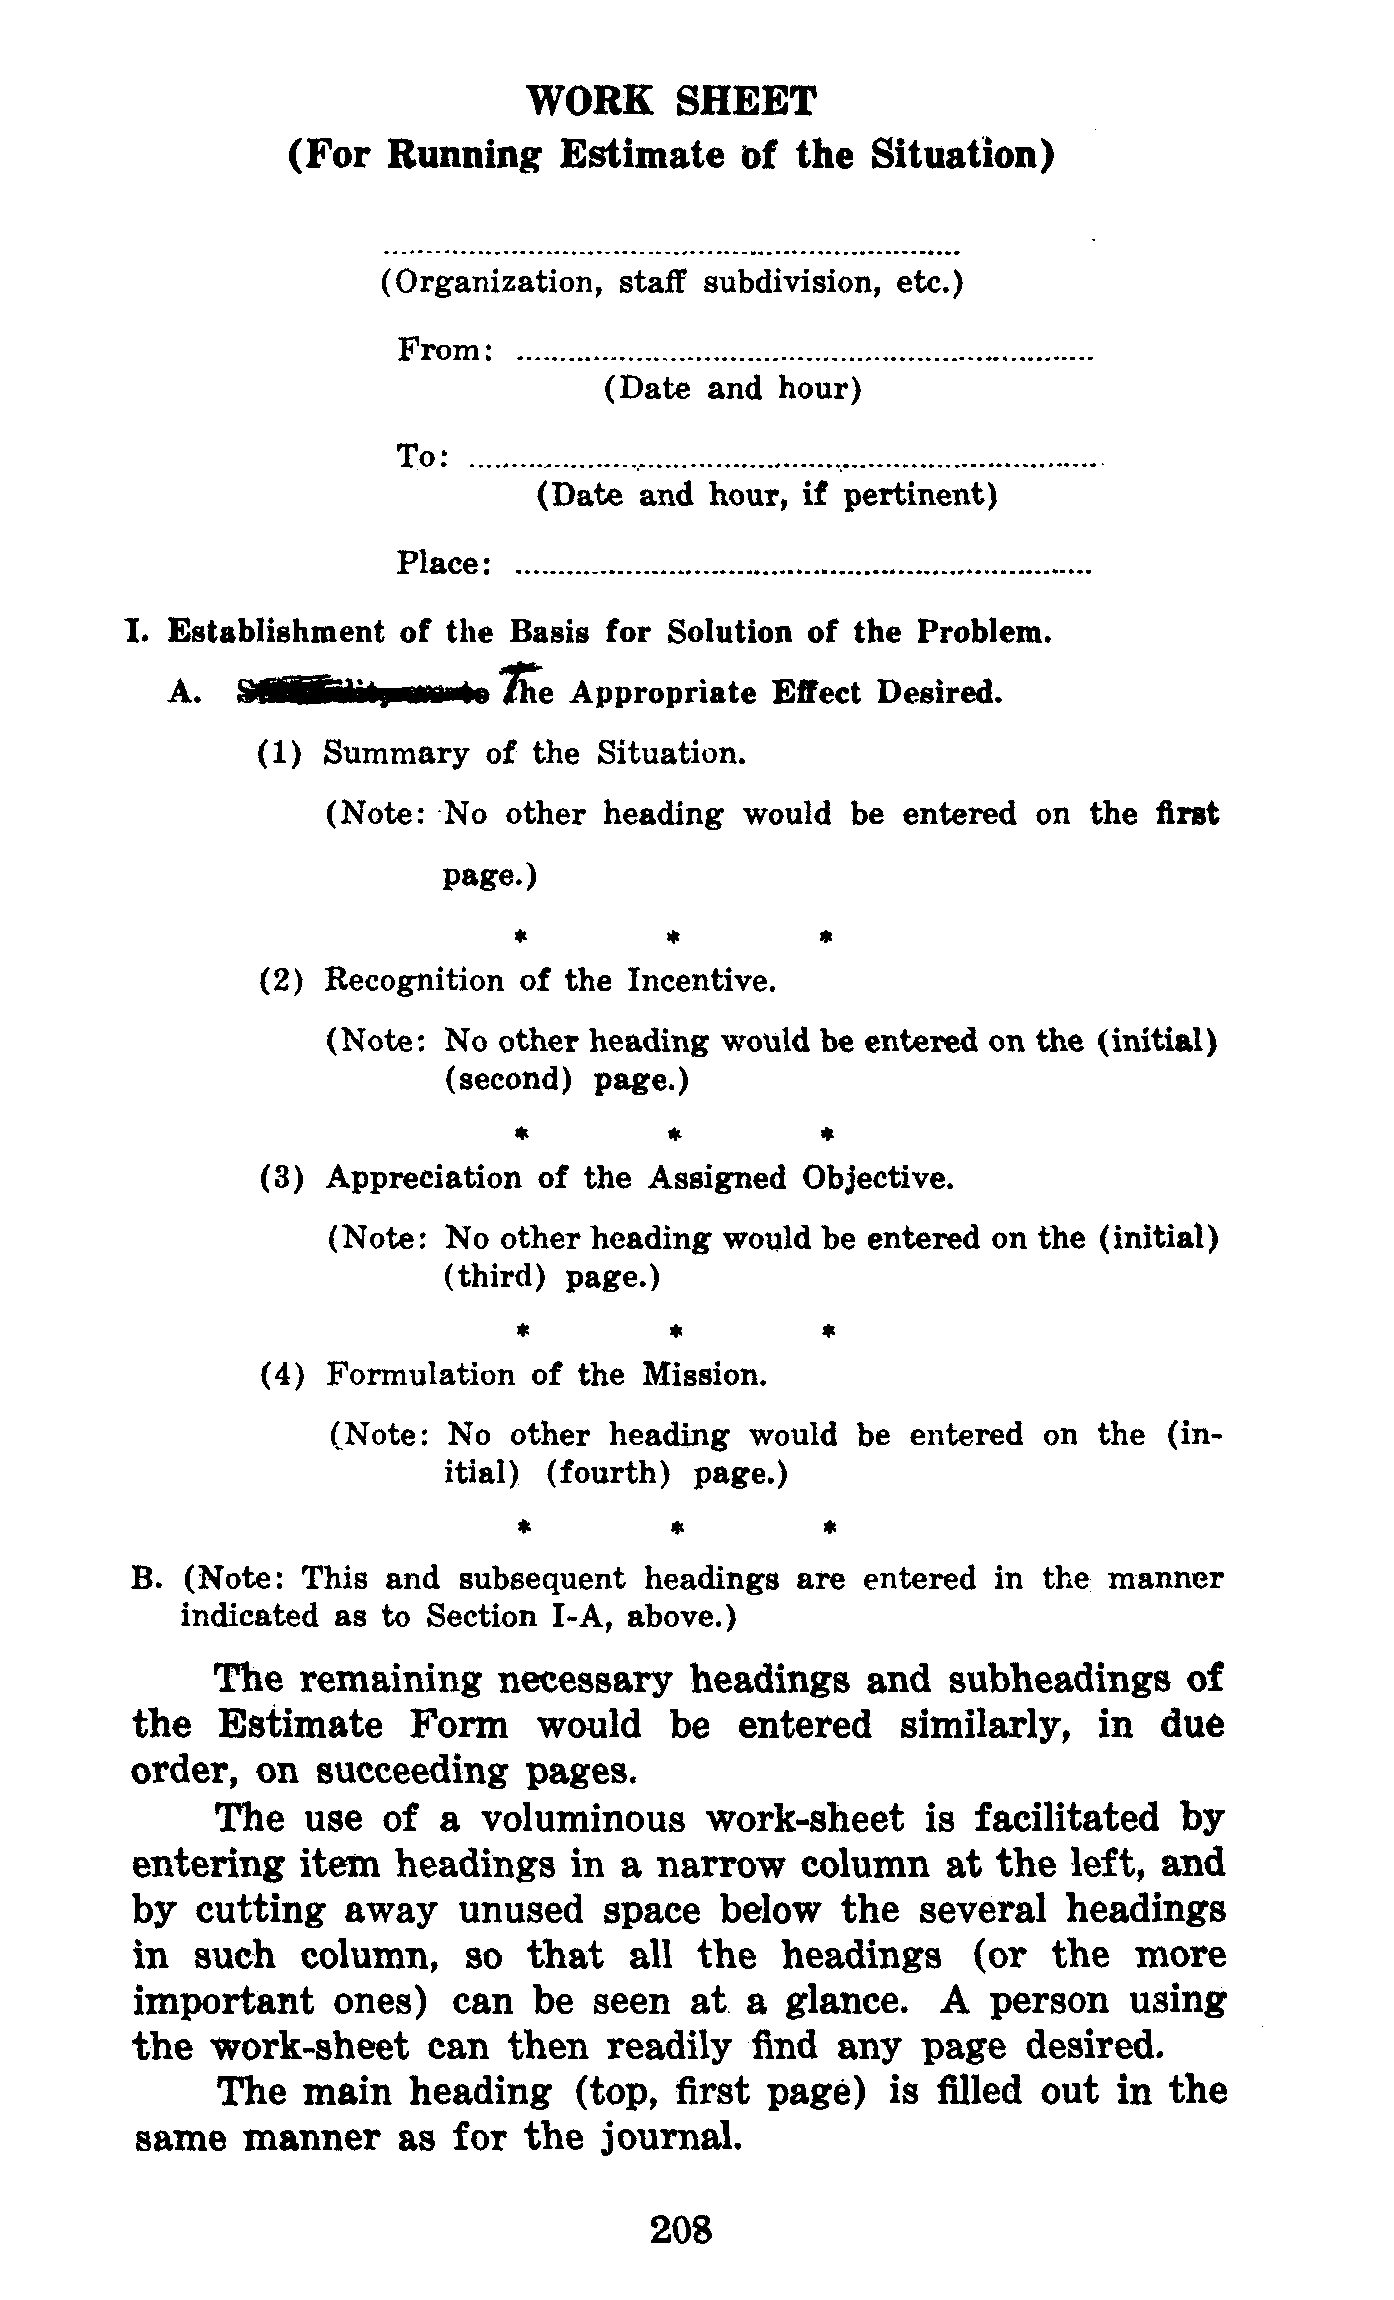 WORK SHEET
(For Running Estimate of the Situation)
(Organization, staff subdivision, etc.)
From: ........................................
(Date and hour)
To: ........................................
(Date and hour, if pertinent)
Place: ........................................
I. Establishment of the Basis for Solution of the Problem.
A. The Appropriate Effect Desired.
(1) Summary of the Situation.
(Note: No other heading would be entered on the first
page.)
* * *
(2) Recognition of the Incentive.
(Note: No other heading would be entered on the (initial)
(second) page.)
* * *
(3) Appreciation of the Assigned Objective.
(Note: No other heading would be entered on the (initial)
(third) page.)
* * *
(4) Formulation of the Mission.
(Note: No other heading would be entered on the (in-
itial) (fourth) page.)
* * *
B. (Note: This and subsequent headings are entered in the manner
indicated as to Section I-A, above.)
The remaining necessary headings and subheadings of
the Estimate Form would be entered similarly, in due
order, on succeeding pages.
The use of a voluminous work-sheet is facilitated by
entering item headings in a narrow column at the left, and
by cutting away unused space below the several headings
in such column, so that all the headings (or the more
important ones) can be seen at a glance. A person using
the work-sheet can then readily find any page desired.
The main heading (top, first page) is filled out in the
same manner as for the journal.
208